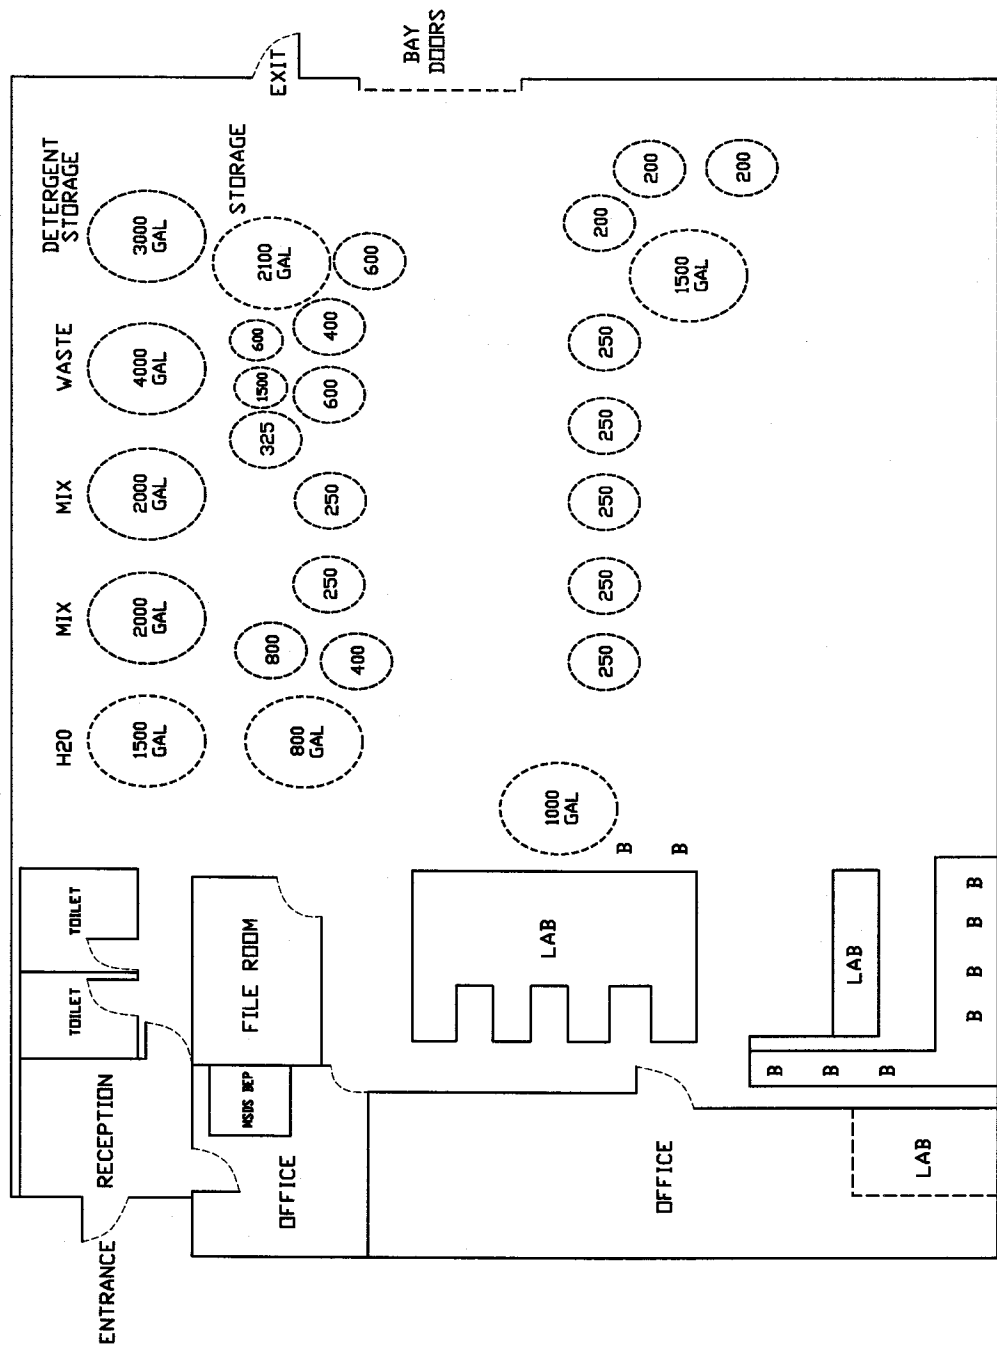 H20
MIX
MIX
WASTE
DETERGENT
STORAGE
ENTRANCE
RECEPTION
TOILET
TOILET
1500
GAL
2000
GAL
2000
GAL
4000
GAL
3000
GAL
STORAGE
EXIT
OFFICE
MSDS DEP
FILE ROOM
800
GAL
800
400
250
250
325
1500
600
600
400
2100
GAL
600
BAY
DOORS
LAB
1000
GAL
B
B
250
250
250
250
250
200
200
200
1500
GAL
OFFICE
LAB
B
B
B
LAB
B
B
B
B